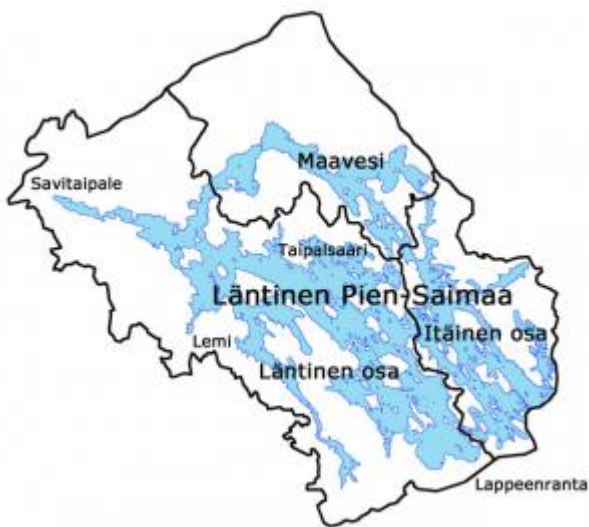 Maavesi
Savitaipale
Taipalsaari
Läntinen Pien-Saimaa
Itäinen osa
Lemi
Läntinen osa
Lappeenranta